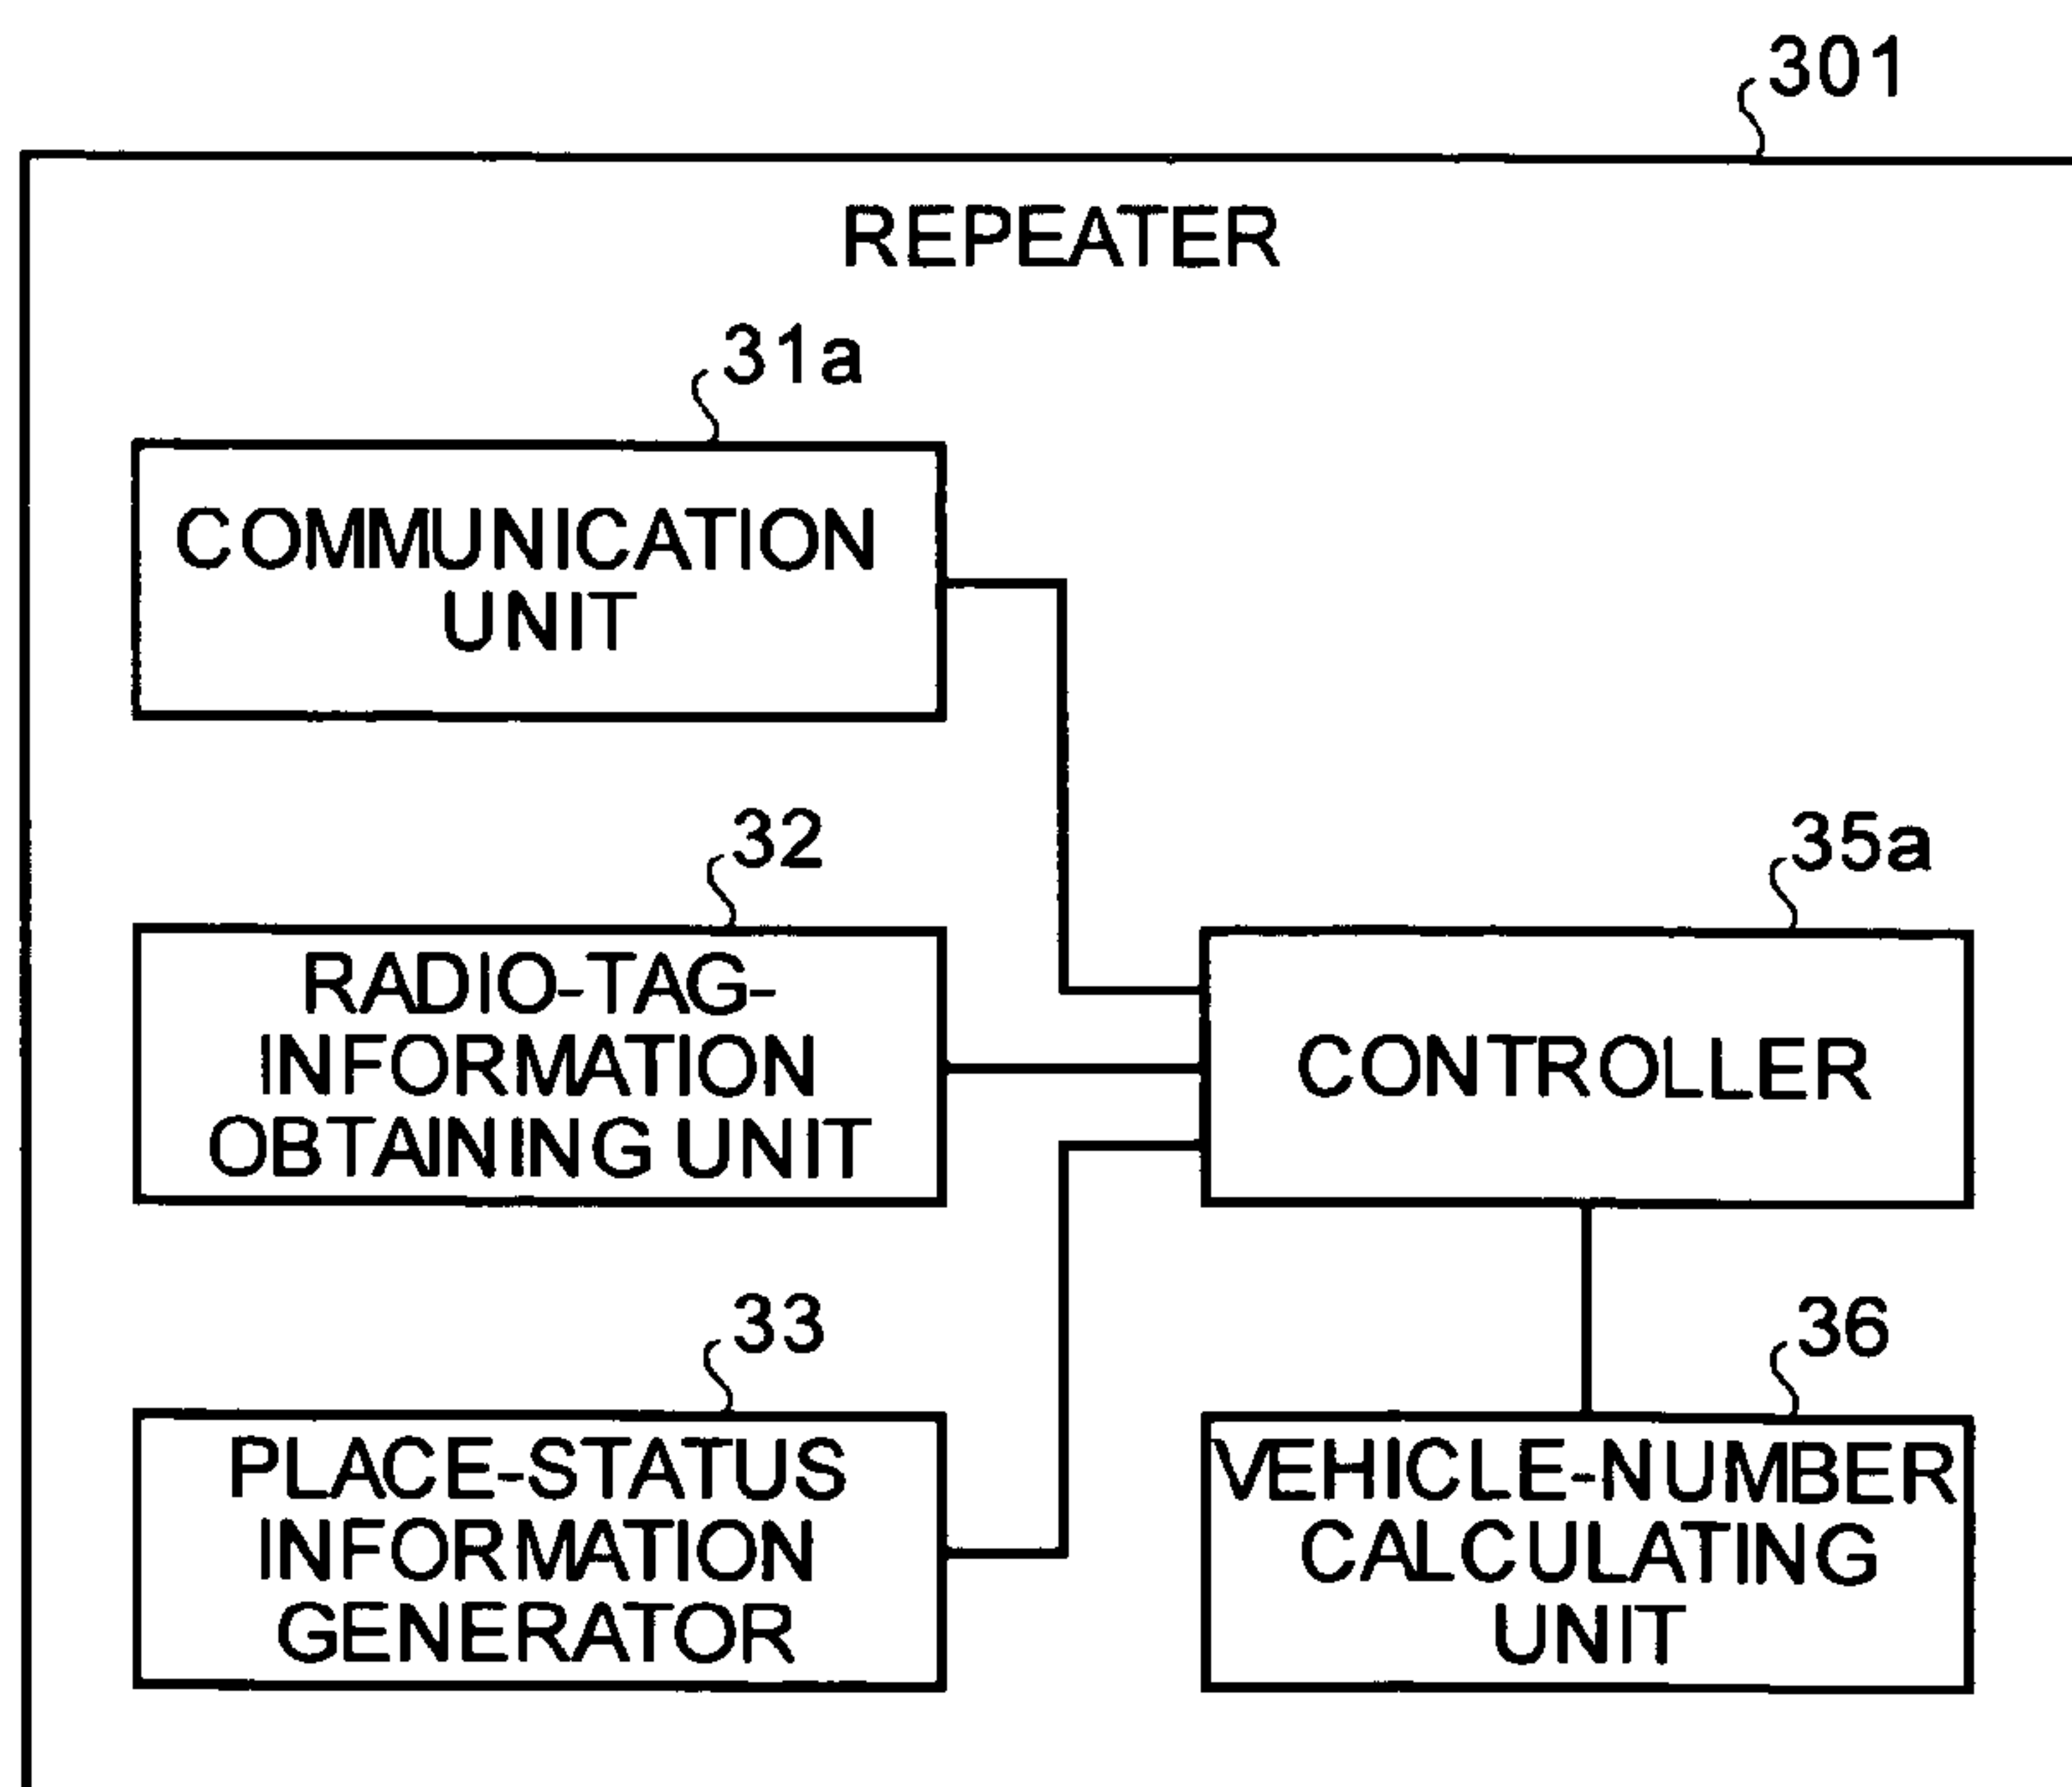 301
REPEATER
31a
COMMUNICATION
UNIT
32
RADIO-TAG-
INFORMATION
OBTAINING UNIT
35a
CONTROLLER
33
PLACE-STATUS
INFORMATION
GENERATOR
36
VEHICLE-NUMBER
CALCULATING
UNIT